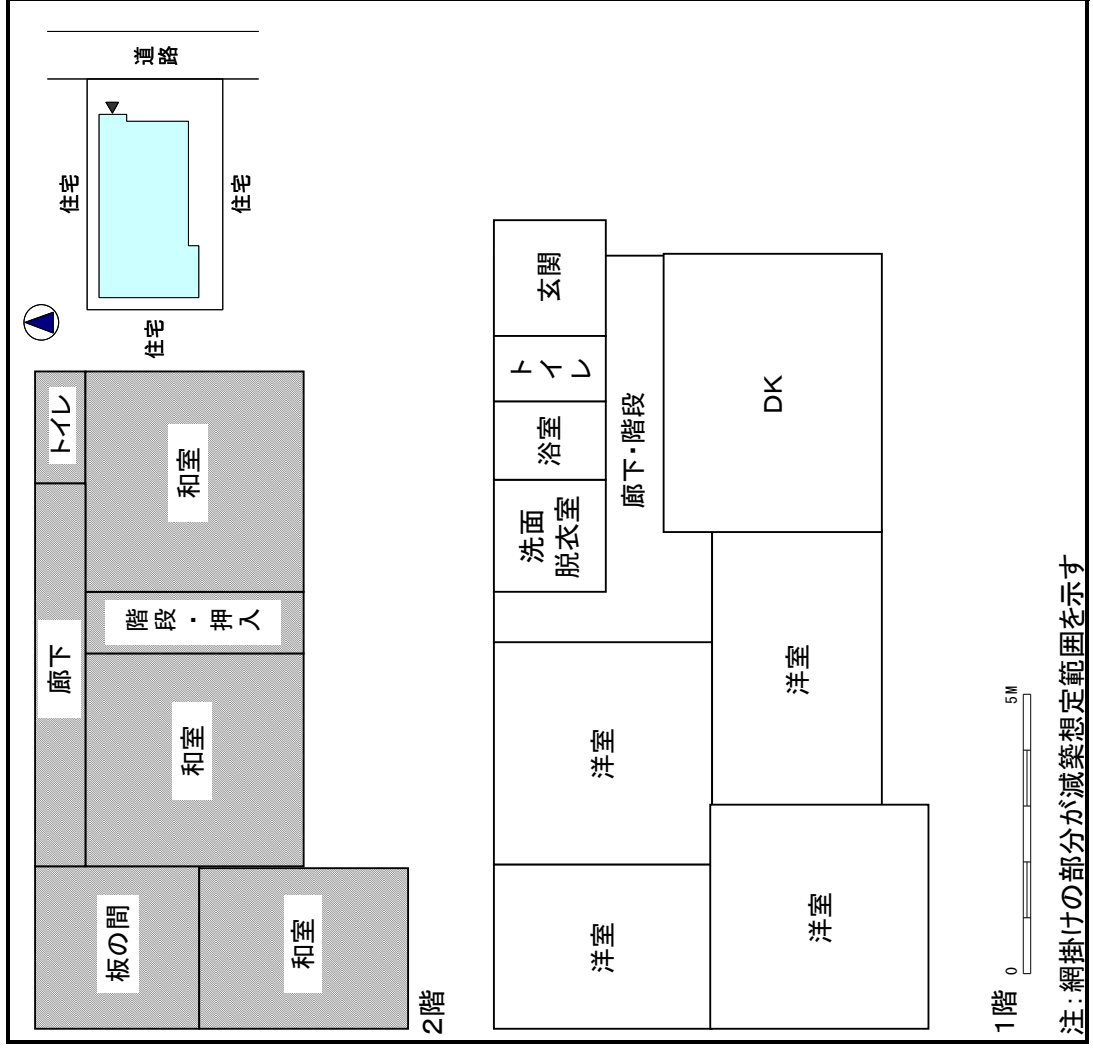 道路
住宅
住宅
住宅
トイレ
廊下
和室
階段・押入
和室
板の間
和室
2階
玄関
トイレ
浴室
洗面
脱衣室
廊下・階段
DK
洋室
洋室
洋室
洋室
1階
0
5M
注：網掛けの部分が減築想定範囲を示す